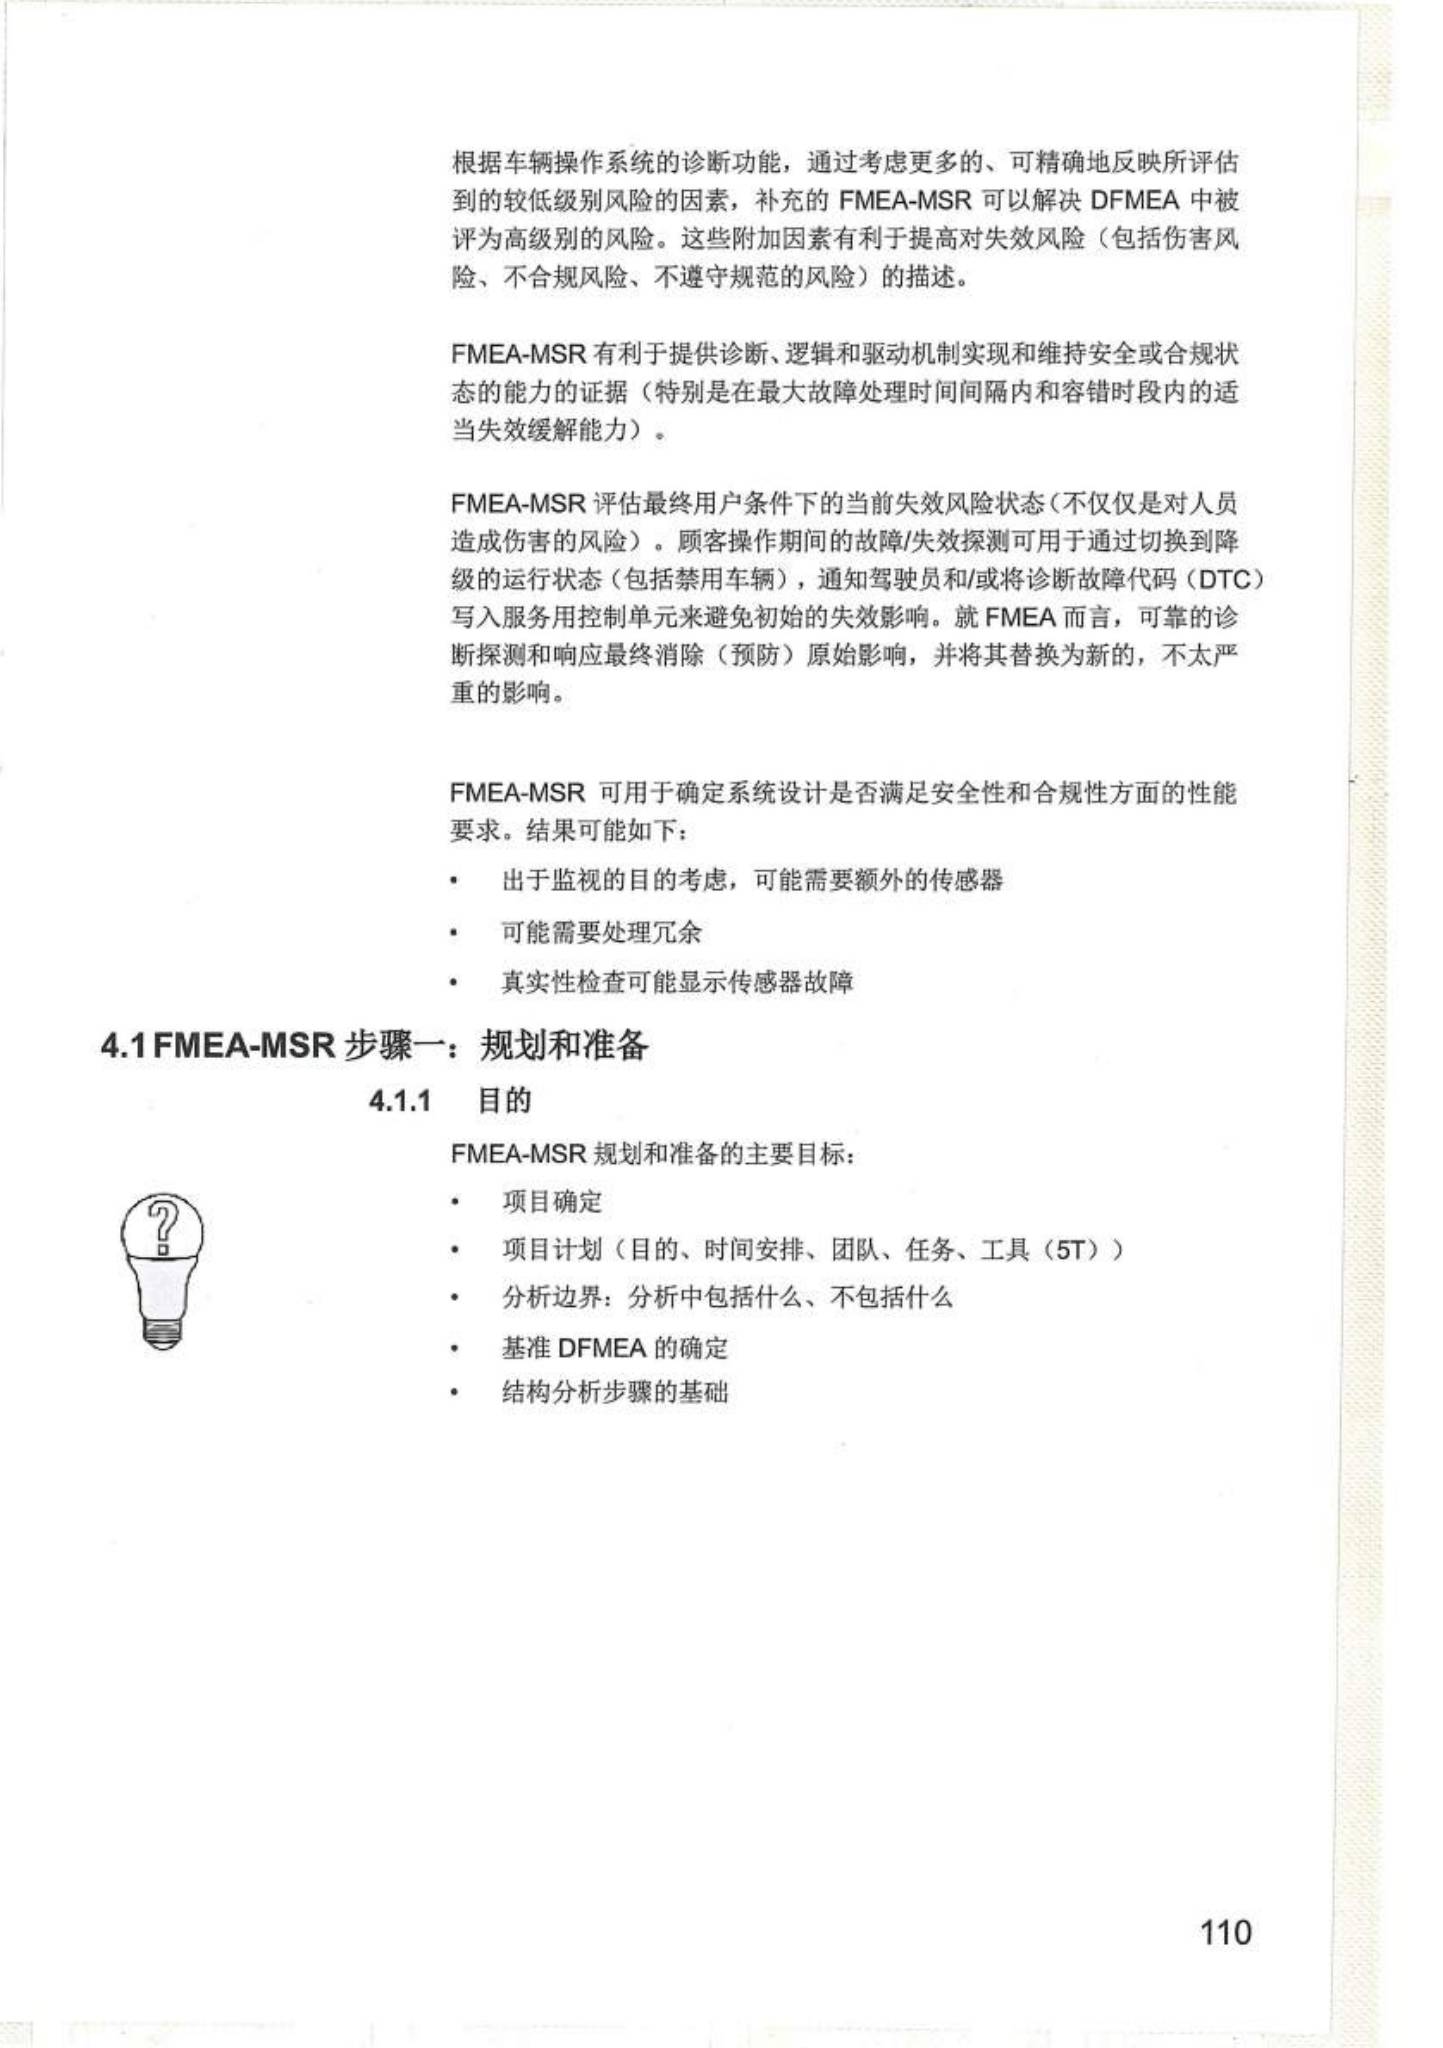 根据车辆操作系统的诊断功能，通过考虑更多的、可精确地反映所评估
到的较低级别风险的因素，补充的 FMEA-MSR 可以解决 DFMEA 中被
评为高级别的风险。这些附加因素有利于提高对失效风险（包括伤害风
险、不合规风险、不遵守规范的风险）的描述。
FMEA-MSR 有利于提供诊断、逻辑和驱动机制实现和维持安全或合规状
态的能力的证据（特别是在最大故障处理时间间隔内和容错时段内的适
当失效缓解能力）。
FMEA-MSR 评估最终用户条件下的当前失效风险状态（不仅仅是对人员
造成伤害的风险）。顾客操作期间的故障/失效探测可用于通过切换到降
级的运行状态（包括禁用车辆），通知驾驶员和/或将诊断故障代码（DTC）
写入服务用控制单元来避免初始的失效影响。就 FMEA 而言，可靠的诊
断探测和响应最终消除（预防）原始影响，并将其替换为新的，不太严
重的影响。
FMEA-MSR 可用于确定系统设计是否满足安全性和合规性方面的性能
要求。结果可能如下：
• 出于监视的目的考虑，可能需要额外的传感器
• 可能需要处理冗余
• 真实性检查可能显示传感器故障
4.1 FMEA-MSR 步骤一：规划和准备
4.1.1 目的
FMEA-MSR 规划和准备的主要目标：
• 项目确定
• 项目计划（目的、时间安排、团队、任务、工具（5T））
• 分析边界：分析中包括什么、不包括什么
• 基准 DFMEA 的确定
• 结构分析步骤的基础
?
110